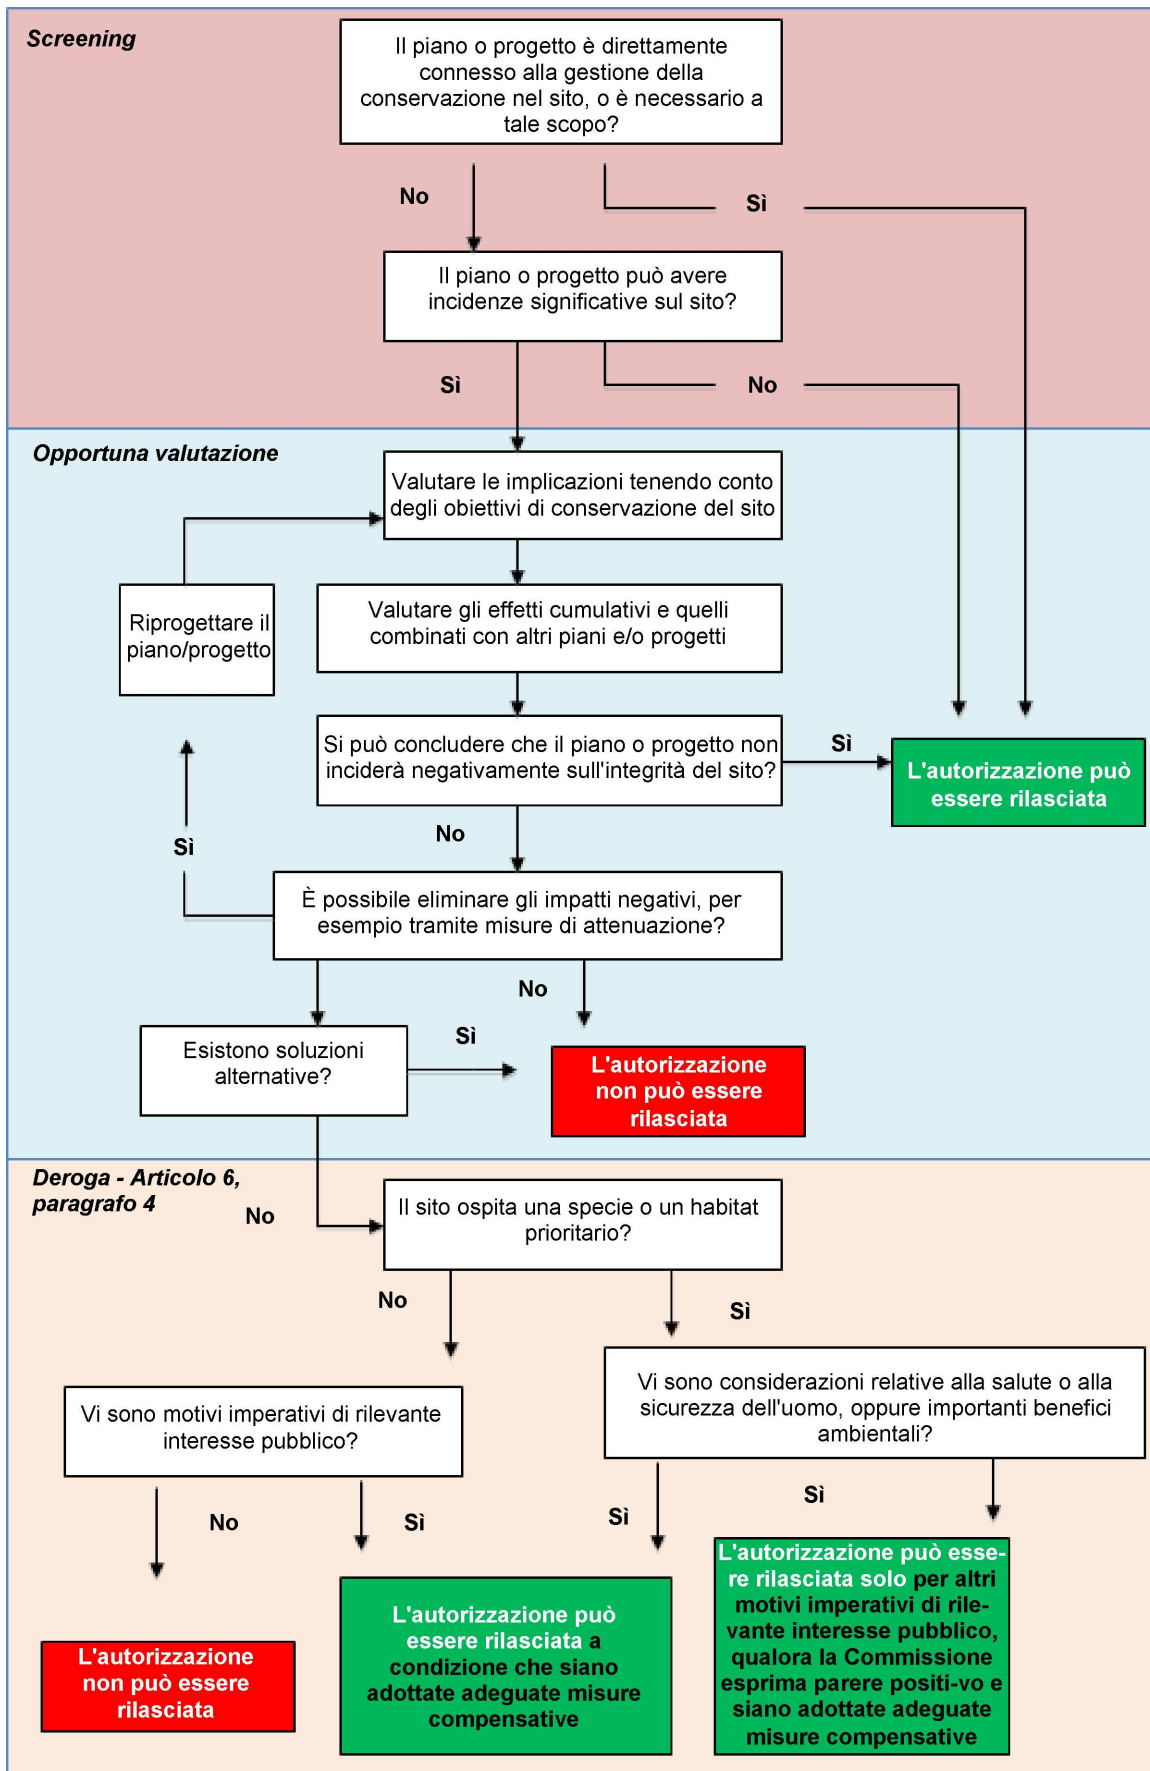 Screening
Il piano o progetto è direttamente
connesso alla gestione della
conservazione nel sito, o è necessario a
tale scopo?
No
Sì
Il piano o progetto può avere
incidenze significative sul sito?
Sì
No
Opportuna valutazione
Valutare le implicazioni tenendo conto
degli obiettivi di conservazione del sito
Riprogettare il
piano/progetto
Valutare gli effetti cumulativi e quelli
combinati con altri piani e/o progetti
Si può concludere che il piano o progetto non
inciderà negativamente sull'integrità del sito?
Sì
L'autorizzazione può
essere rilasciata
No
Sì
È possibile eliminare gli impatti negativi, per
esempio tramite misure di attenuazione?
No
Esistono soluzioni
alternative?
Sì
L'autorizzazione
non può essere
rilasciata
Deroga - Articolo 6,
paragrafo 4
No
Il sito ospita una specie o un habitat
prioritario?
No
Sì
Vi sono motivi imperativi di rilevante
interesse pubblico?
Vi sono considerazioni relative alla salute o alla
sicurezza dell'uomo, oppure importanti benefici
ambientali?
No
Sì
Sì
Sì
L'autorizzazione
non può essere
rilasciata
L'autorizzazione può
essere rilasciata a
condizione che siano
adottate adeguate misure
compensative
L'autorizzazione può esse-
re rilasciata solo per altri
motivi imperativi di rile-
vante interesse pubblico,
qualora la Commissione
esprima parere positi-vo e
siano adottate adeguate
misure compensative